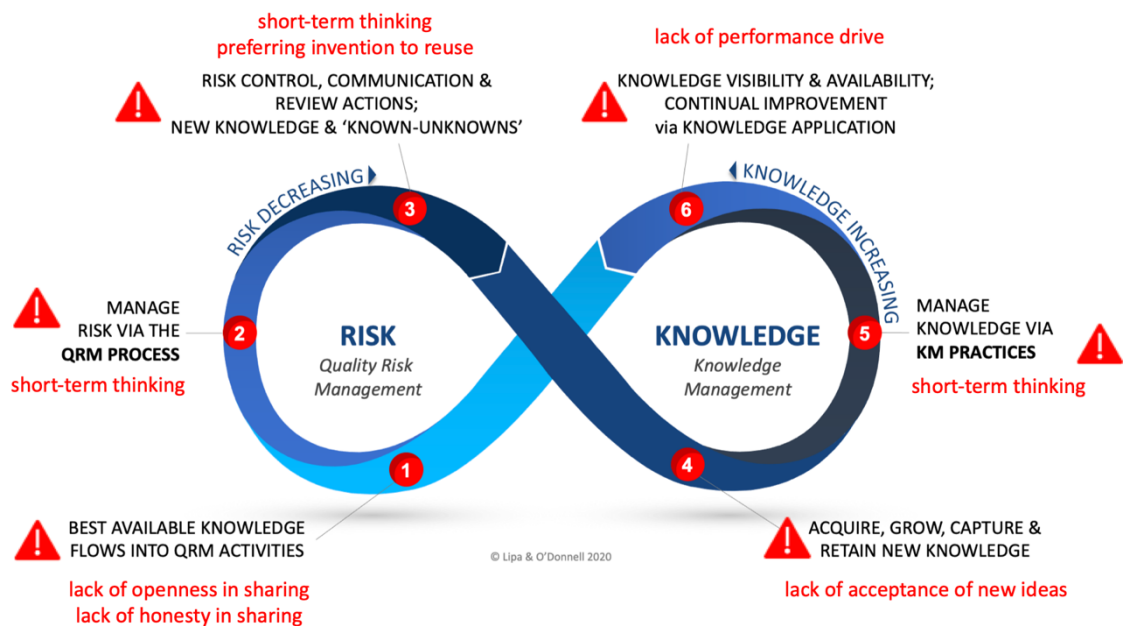 short-term thinking
preferring invention to reuse
RISK CONTROL, COMMUNICATION &
REVIEW ACTIONS;
NEW KNOWLEDGE & ‘KNOWN-UNKNOWNS’
lack of performance drive
KNOWLEDGE VISIBILITY & AVAILABILITY;
CONTINUAL IMPROVEMENT
via KNOWLEDGE APPLICATION
RISK DECREASING
3
6
KNOWLEDGE INCREASING
MANAGE
RISK VIA THE
QRM PROCESS
short-term thinking
2
RISK
Quality Risk
Management
KNOWLEDGE
Knowledge
Management
5
MANAGE
KNOWLEDGE VIA
KM PRACTICES
short-term thinking
1
4
BEST AVAILABLE KNOWLEDGE
FLOWS INTO QRM ACTIVITIES
lack of openness in sharing
lack of honesty in sharing
© Lipa & O’Donnell 2020
ACQUIRE, GROW, CAPTURE &
RETAIN NEW KNOWLEDGE
lack of acceptance of new ideas